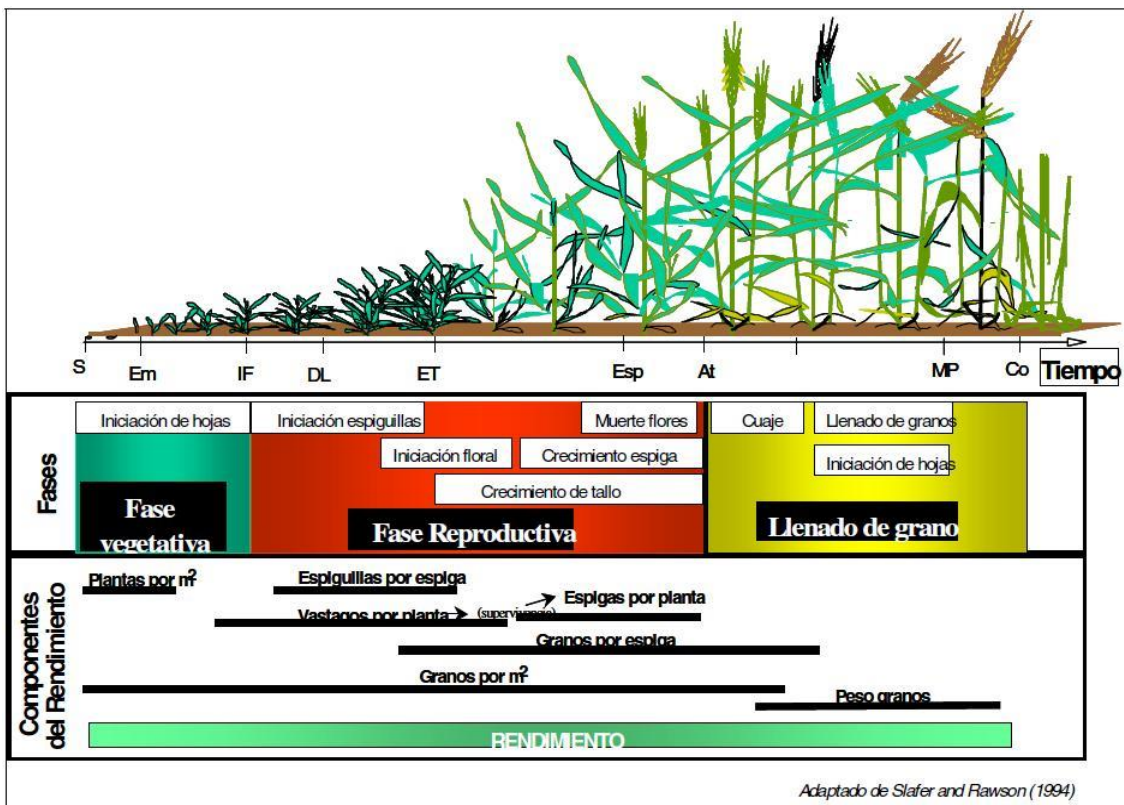 S Em IF DL ET Esp At MP Co Tiempo
Fases
Iniciación de hojas Iniciación espiguillas Muerte flores Cuaje Llenado de granos
Iniciación floral Crecimiento espiga Iniciación de hojas
Crecimiento de tallo
Fase
vegetativa
Fase Reproductiva
Llenado de grano
Componentes
del Rendimiento
Plantas por m² Espiguillas por espiga
Vastagos por planta Espigas por planta
Granos por espiga
Granos por m²
Peso granos
RENDIMIENTO
Adaptado de Slafer and Rawson (1994)